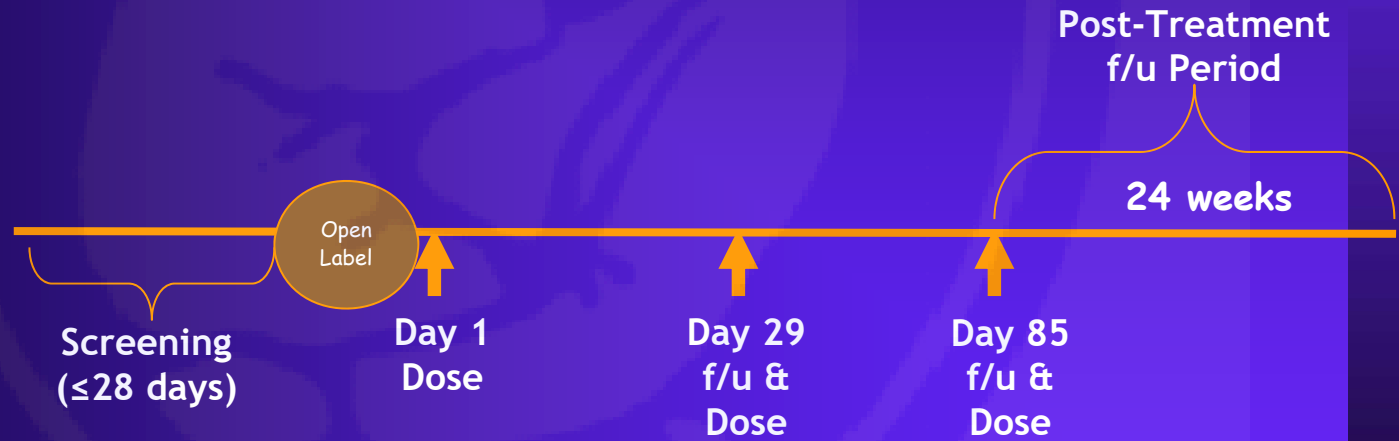 Post-Treatment
f/u Period
24 weeks
Open
Label
Screening
(≤28 days)
Day 1
Dose
Day 29
f/u &
Dose
Day 85
f/u &
Dose